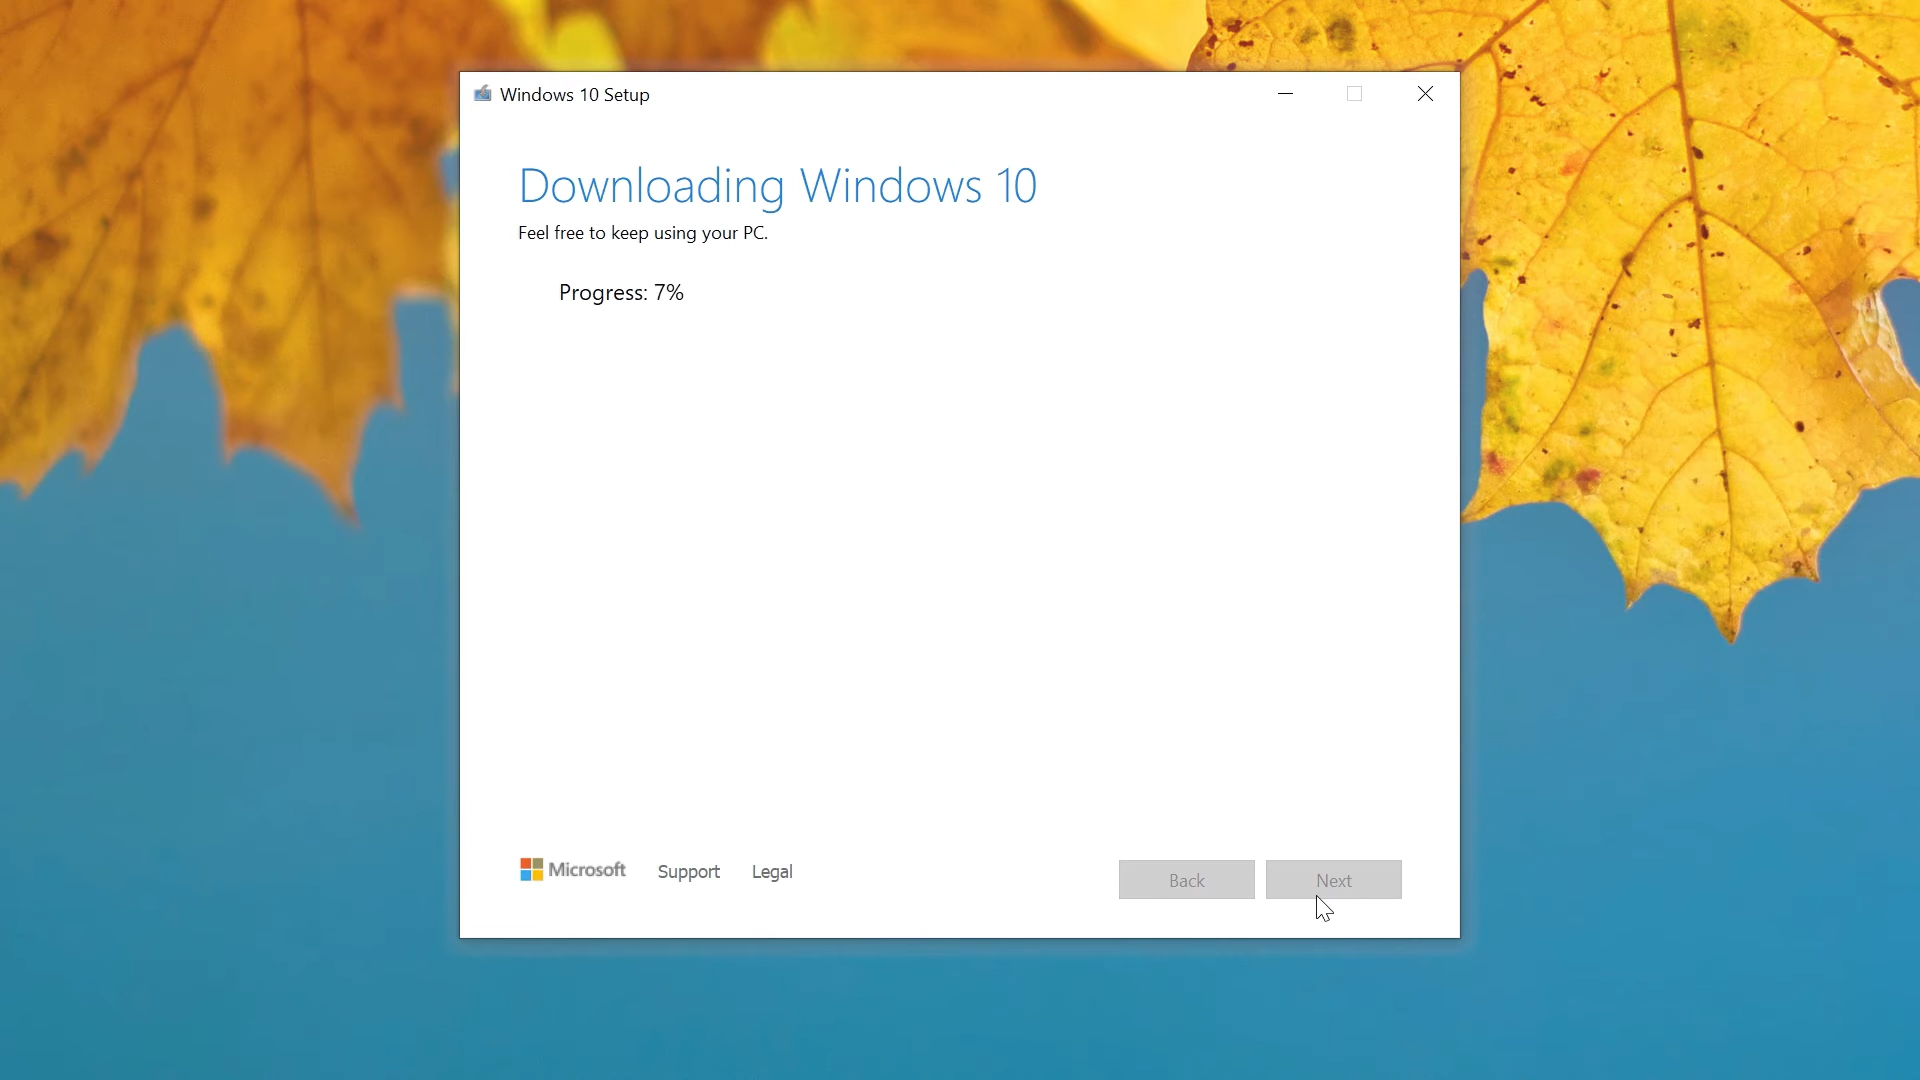 Windows 10 Setup
Downloading Windows 10
Feel free to keep using your PC.
Progress: 7%
Microsoft Support Legal
Back Next